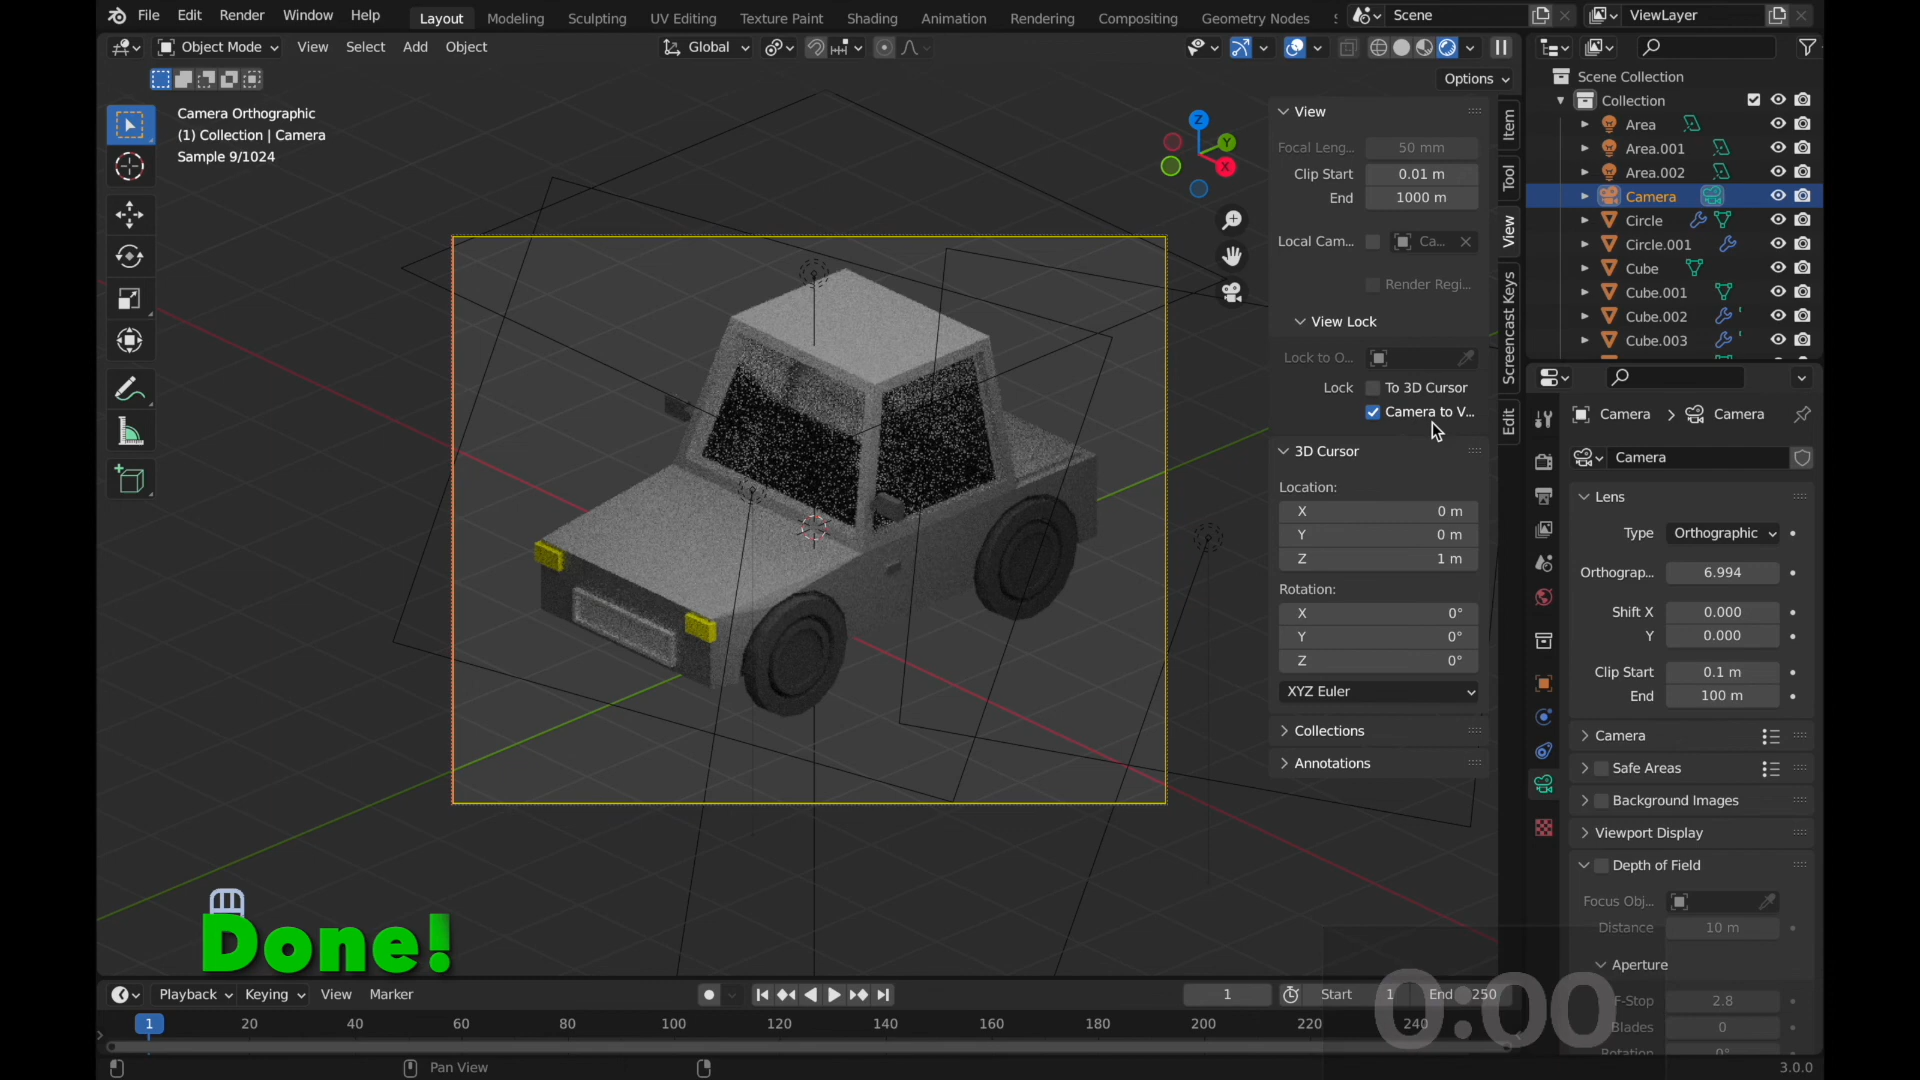 File Edit Render Window Help Layout Modeling Sculpting UV Editing Texture Paint Shading Animation Rendering Compositing Geometry Nodes Scene ViewLayer
Object Mode View Select Add Object Global
Options
Camera Orthographic
(1) Collection | Camera
Sample 9/1024
Z
Y
X
View
Focal Leng... 50 mm
Clip Start 0.01 m
End 1000 m
Local Cam... Ca...
Render Regi...
View Lock
Lock to O...
Lock To 3D Cursor
Camera to V...
3D Cursor
Location:
X 0 m
Y 0 m
Z 1 m
Rotation:
X 0°
Y 0°
Z 0°
XYZ Euler
Collections
Annotations
Item
Tool
View
Screencast Keys
Edit
Scene Collection
Collection
Area
Area.001
Area.002
Camera
Circle
Circle.001
Cube
Cube.001
Cube.002
Cube.003
Camera > Camera
Camera
Lens
Type Orthographic
Orthograp... 6.994
Shift X 0.000
Y 0.000
Clip Start 0.1 m
End 100 m
Camera
Safe Areas
Background Images
Viewport Display
Depth of Field
Focus Obj...
Distance 10 m
Aperture
F-Stop 2.8
Blades 0
Rotation 0°
Done!
0:00
Playback Keying View Marker 1 Start 1 End 250
1 20 40 60 80 100 120 140 160 180 200 220 240
Pan View 3.0.0